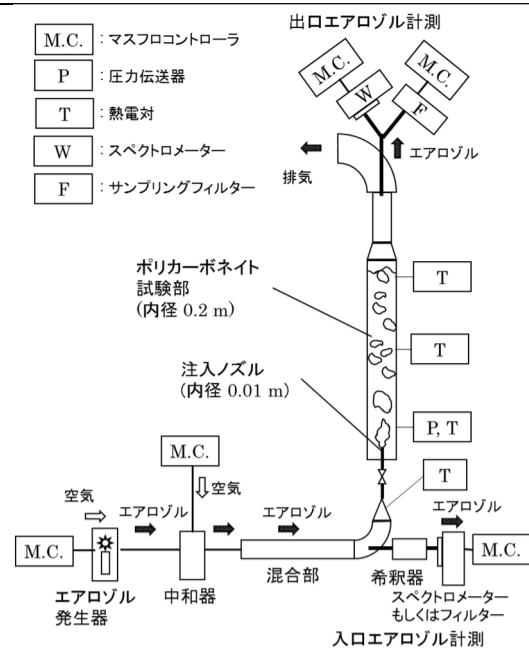 出口エアロゾル計測
M.C. : マスフロコントローラ
P : 圧力伝送器
T : 熱電対
W : スペクトロメーター
F : サンプリングフィルター
M.C.
M.C.
W
F
エアロゾル
排気
T
ポリカーボネイト
試験部
(内径 0.2 m)
T
注入ノズル
(内径 0.01 m)
P, T
M.C.
T
空気
空気
エアロゾル
エアロゾル
エアロゾル
M.C.
M.C.
エアロゾル
発生器
中和器
混合部
希釈器
スペクトロメーター
もしくはフィルター
入口エアロゾル計測